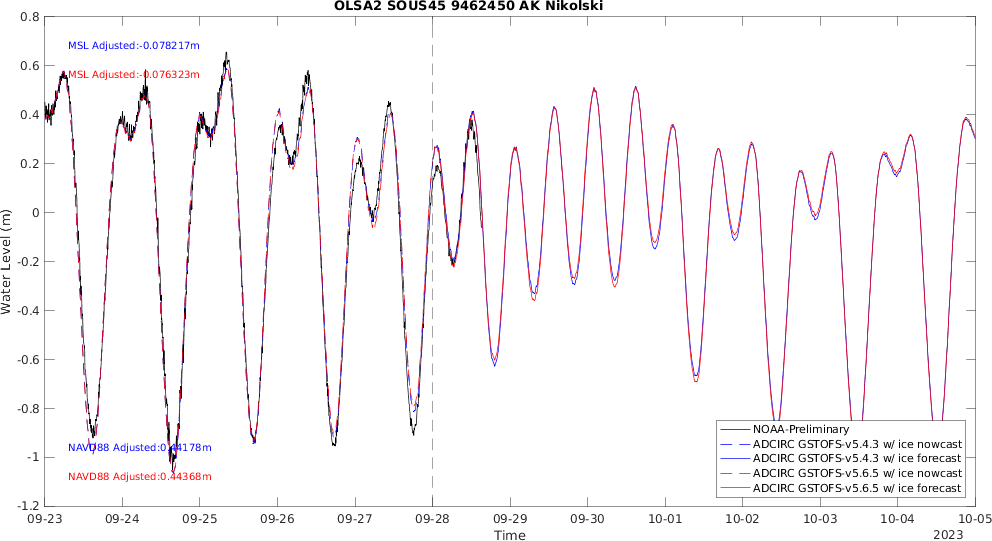 OLSA2 SOUS45 9462450 AK Nikolski
0.8
0.6
0.4
0.2
0
-0.2
-0.4
-0.6
-0.8
-1
-1.2
Water Level (m)
MSL Adjusted:-0.078217m
MSL Adjusted:-0.076323m
NAVD88 Adjusted:0.44178m
NAVD88 Adjusted:0.44368m
NOAA-Preliminary
ADCIRC GSTOFS-v5.4.3 w/ ice nowcast
ADCIRC GSTOFS-v5.4.3 w/ ice forecast
ADCIRC GSTOFS-v5.6.5 w/ ice nowcast
ADCIRC GSTOFS-v5.6.5 w/ ice forecast
09-23 09-24 09-25 09-26 09-27 09-28 09-29 09-30 10-01 10-02 10-03 10-04 10-05
Time
2023